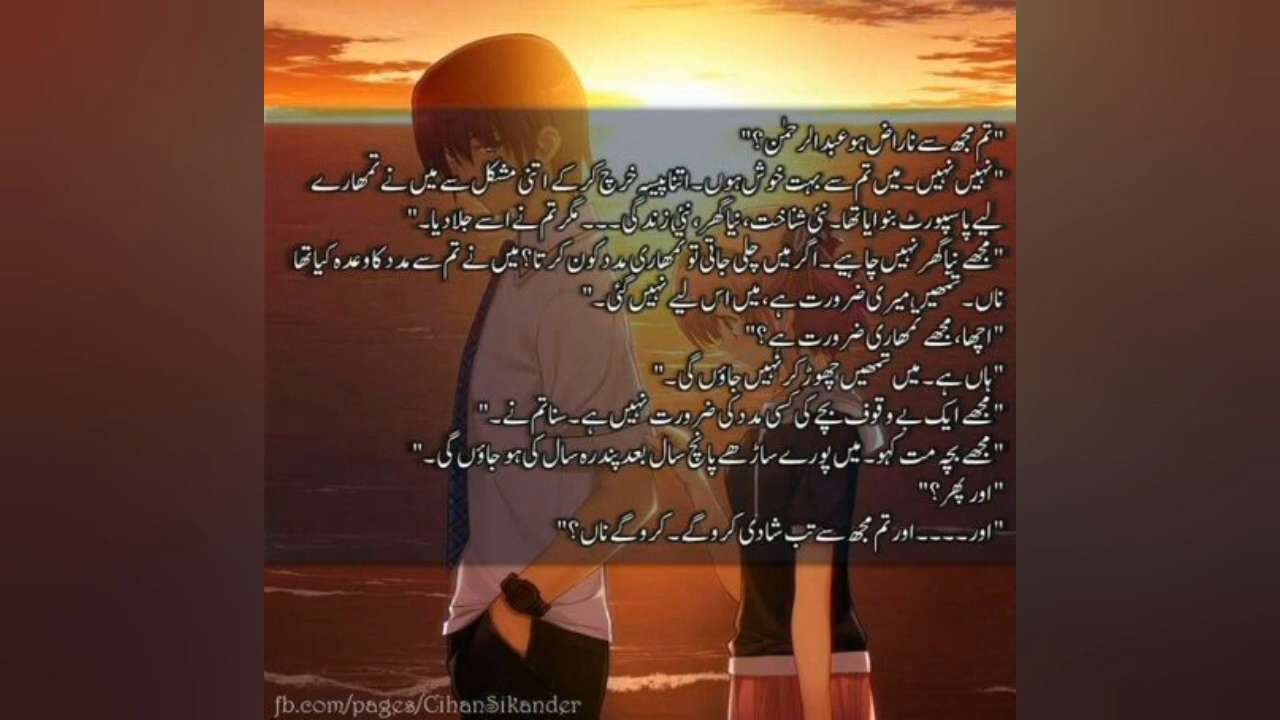 "تم مجھ سے ناراض ہو عبدالرحمٰن؟"
"نہیں نہیں۔ میں تم سے بہت خوش ہوں۔ اتنا پیسہ خرچ کر کے اتنی مشکل سے میں نے تمھارے
لیے پاسپورٹ بنوایا تھا۔ نئی شناخت، نیا گھر، نئی زندگی۔۔۔ مگر تم نے اسے جلا دیا۔"
"مجھے نیا گھر نہیں چاہیے۔ اگر میں چلی جاتی تو تمھاری مدد کون کرتا؟ میں نے تم سے مدد کا وعدہ کیا تھا
ناں۔ تمھیں میری ضرورت ہے، میں اس لیے نہیں گئی۔"
"اچھا، مجھے تمھاری ضرورت ہے؟"
"ہاں ہے۔ میں تمھیں چھوڑ کر نہیں جاؤں گی۔"
"مجھے ایک بے وقوف بچے کی کسی مدد کی ضرورت نہیں ہے۔ سنا تم نے۔"
"مجھے بچہ مت کہو۔ میں پورے ساڑھے پانچ سال بعد پندرہ سال کی ہو جاؤں گی۔"
"اور پھر؟"
"اور۔۔۔۔ اور تم مجھ سے تب شادی کرو گے۔ کرو گے ناں؟"
fb.com/pages/CihanSikander